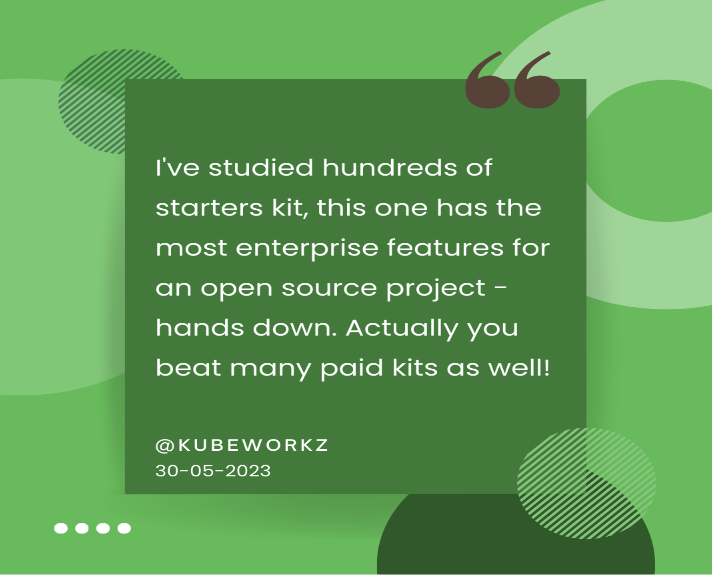 I've studied hundreds of
starters kit, this one has the
most enterprise features for
an open source project -
hands down. Actually you
beat many paid kits as well!
@KUBEWORKZ
30-05-2023